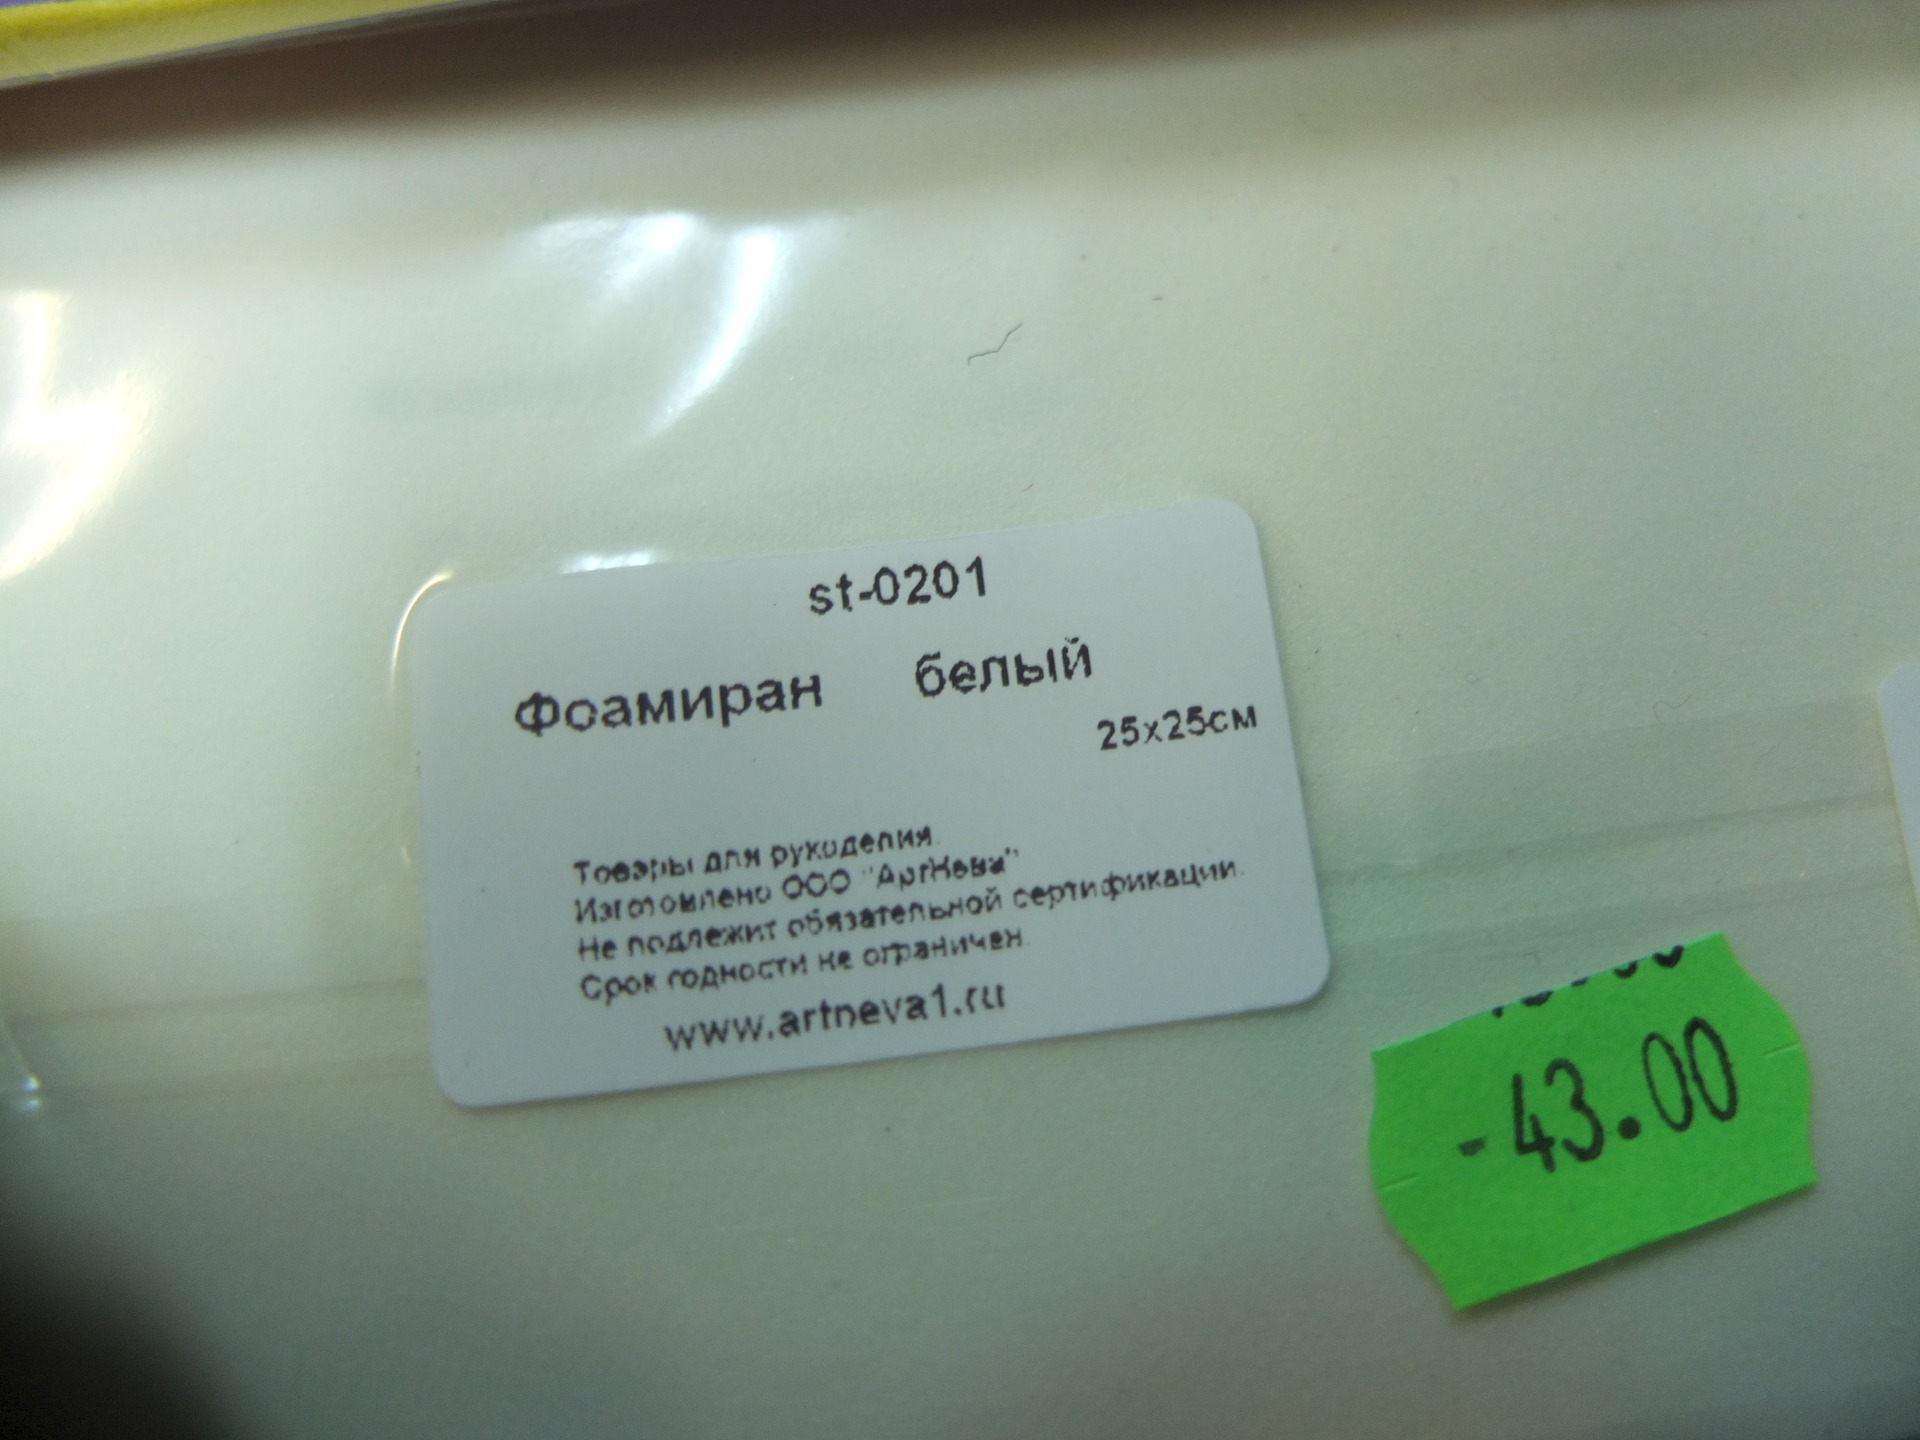 st-0201
Фоамиран белый
25x25см
Товары для рукоделия.
Изготовлено ООО "АртНева"
Не подлежит обязательной сертификации.
Срок годности не ограничен.
www.artneva1.ru
-43.00